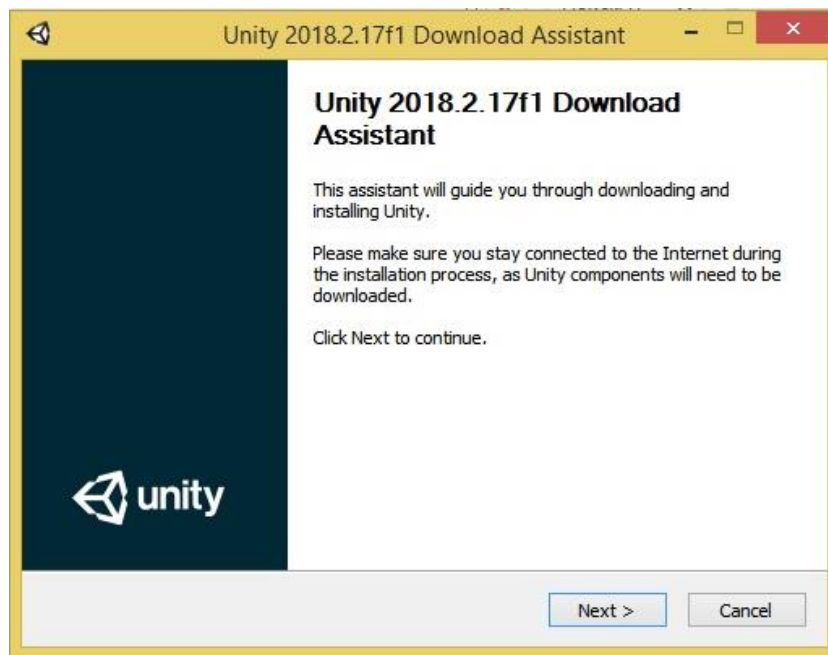 Unity 2018.2.17f1 Download Assistant
Unity 2018.2.17f1 Download
Assistant
This assistant will guide you through downloading and
installing Unity.
Please make sure you stay connected to the Internet during
the installation process, as Unity components will need to be
downloaded.
Click Next to continue.
unity
Next >
Cancel